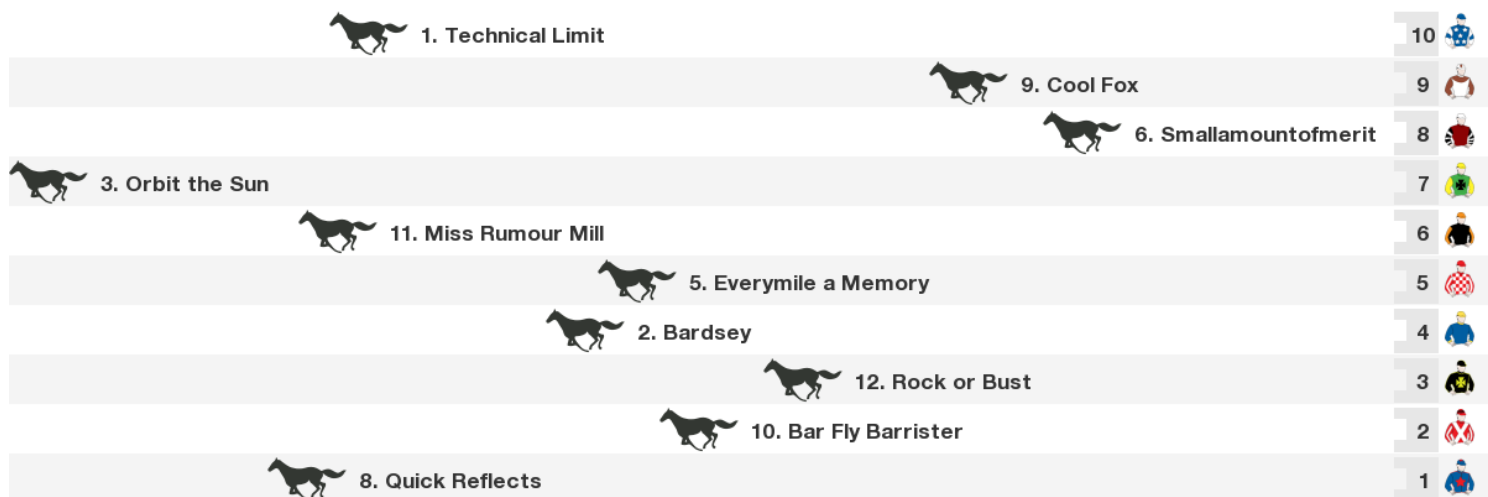 1. Technical Limit 10
9. Cool Fox 9
6. Smallamountofmerit 8
3. Orbit the Sun 7
11. Miss Rumour Mill 6
5. Everymile a Memory 5
2. Bardsey 4
12. Rock or Bust 3
10. Bar Fly Barrister 2
8. Quick Reflects 1